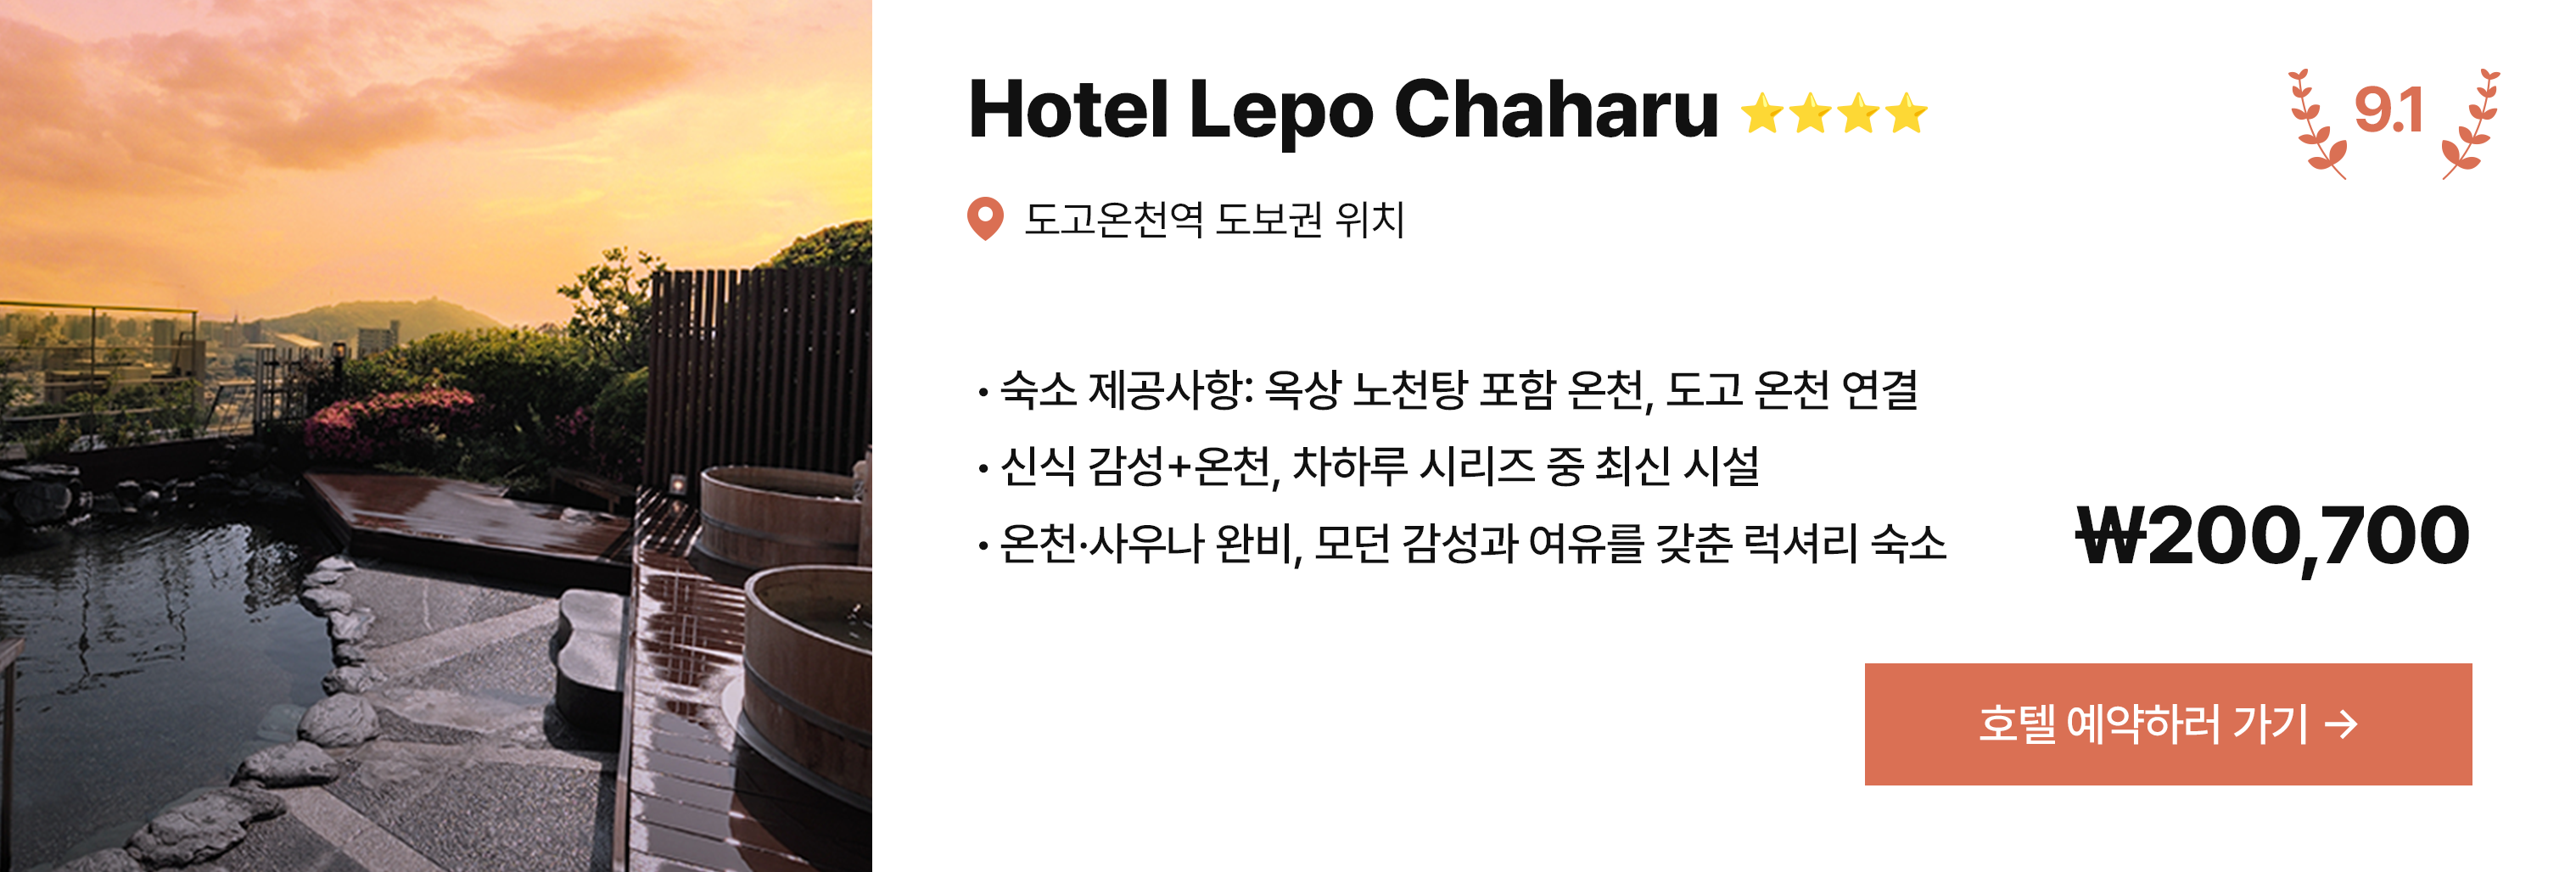 Hotel Lepo Chaharu ⭐⭐⭐⭐
9.1
도고온천역 도보권 위치
• 숙소 제공사항: 옥상 노천탕 포함 온천, 도고 온천 연결
• 신식 감성+온천, 차하루 시리즈 중 최신 시설
• 온천·사우나 완비, 모던 감성과 여유를 갖춘 럭셔리 숙소
₩200,700
호텔 예약하러 가기 →